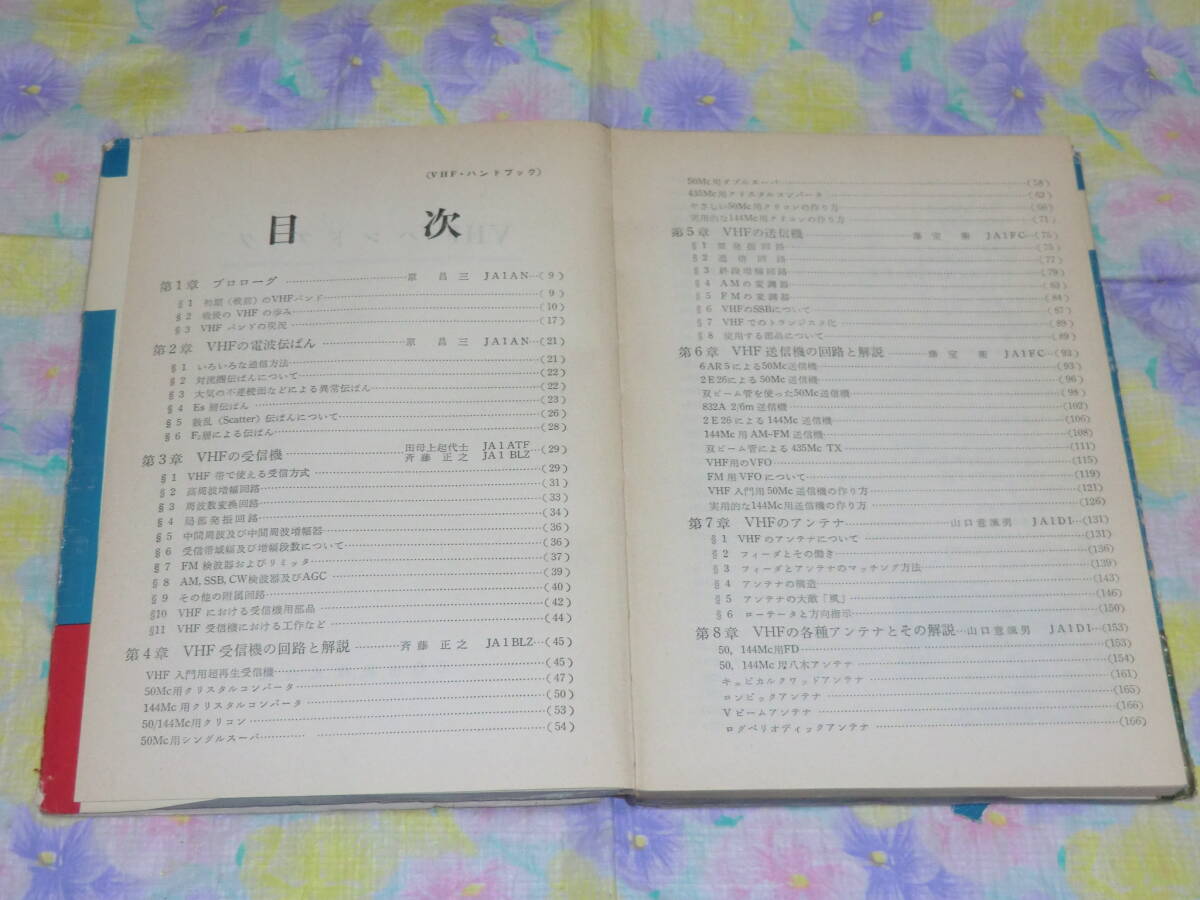 (VHF・ハンドブック)
目 次
第1章 プロローグ……原 昌三 JA1AN…( 9 )
§1 初期(戦前)のVHFバンド……( 9 )
§2 戦後の VHF の歩み……(10)
§3 VHF バンドの現況……(17)
第2章 VHFの電波伝ぱん……原 昌三 JA1AN…(21)
§1 いろいろな通信方法……(21)
§2 対流圏伝ぱんについて……(22)
§3 大気の不連続面などによる異常伝ぱん……(22)
§4 Es 層伝ぱん……(23)
§5 散乱(Scatter)伝ぱんについて……(26)
§6 F₂層による伝ぱん……(28)
第3章 VHFの受信機……田母上起代士 JA1ATF 斉藤 正之 JA1BLZ…(29)
§1 VHF 帯で使える受信方式……(29)
§2 高周波増幅回路……(31)
§3 周波数変換回路……(33)
§4 局部発振回路……(34)
§5 中間周波及び中間周波増幅器……(36)
§6 受信帯域幅及び増幅段数について……(36)
§7 FM 検波器およびリミッタ……(37)
§8 AM, SSB, CW検波器及びAGC……(39)
§9 その他の附属回路……(40)
§10 VHF における受信機用部品……(42)
§11 VHF 受信機における工作など……(44)
第4章 VHF 受信機の回路と解説……斉藤 正之 JA1BLZ…(45)
VHF 入門用超再生受信機……(45)
50Mc用クリスタルコンバータ……(47)
144Mc 用クリスタルコンバータ……(50)
50/144Mc用クリコン……(53)
50Mc用シングルスーパ……(54)
50Mc用ダブルスーパ……(58)
435Mc用クリスタルコンバータ……(63)
やさしい50Mc用クリコンの作り方……(66)
実用的な144Mc用クリコンの作り方……(71)
第5章 VHFの送信機……衛 JA1FC…(75)
§1 原発振回路……(75)
§2 逓倍回路……(77)
§3 終段増幅回路……(79)
§4 AMの変調器……(83)
§5 FMの変調器……(84)
§6 VHFのSSBについて……(87)
§7 VHF でのトランジスタ化……(89)
§8 使用する部品について……(89)
第6章 VHF 送信機の回路と解説……衛 JA1FC…(93)
6AR5による50Mc送信機……(93)
2E26による 50Mc 送信機……(96)
双ビーム管を使った50Mc送信機……(98)
832A 2/6m 送信機……(102)
2E26による 144Mc 送信機……(106)
144Mc 用 AM-FM 送信機……(108)
双ビーム管による 435Mc TX……(111)
VHF用のVFO……(115)
FM 用 VFO について……(119)
VHF 入門用50Mc送信機の作り方……(121)
実用的な144Mc用送信機の作り方……(126)
第7章 VHFのアンテナ……山口意颯男 JA1DI…(131)
§1 VHFのアンテナについて……(131)
§2 フィーダとその働き……(136)
§3 フィーダとアンテナのマッチング方法……(139)
§4 アンテナの構造……(143)
§5 アンテナの大敵「風」……(146)
§6 ローテータと方向指示……(150)
第8章 VHFの各種アンテナとその解説…山口意颯男 JA1DI…(153)
50, 144Mc用FD……(153)
50, 144Mc 用八木アンテナ……(154)
キュビカルクワッドアンテナ……(161)
ロンビックアンテナ……(165)
Vビームアンテナ……(166)
ログペリオディックアンテナ……(166)